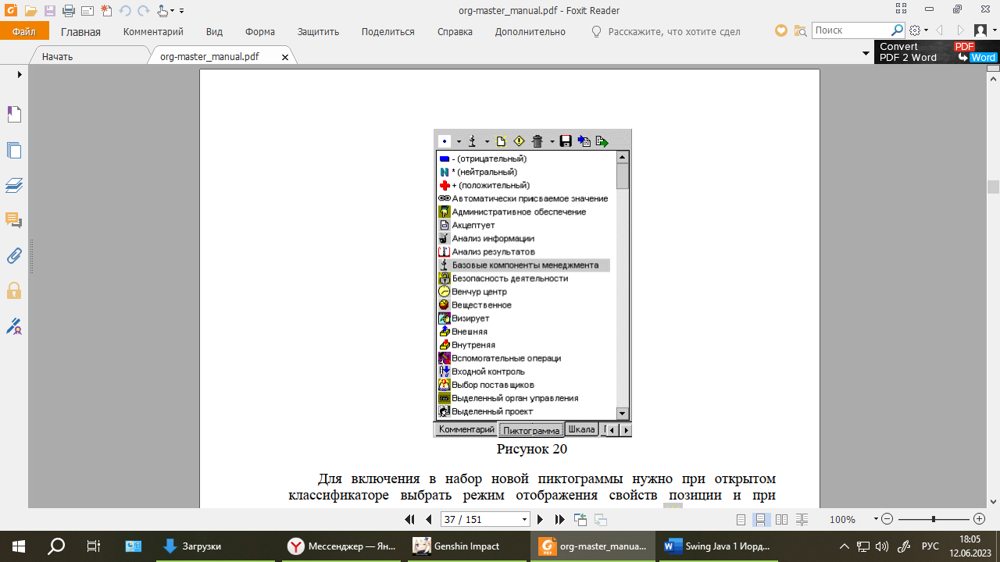 org-master_manual.pdf - Foxit Reader
Файл Главная Комментарий Вид Форма Защитить Поделиться Справка Дополнительно Расскажите, что хотите сдел Поиск
Начать org-master_manual.pdf
Convert PDF
PDF 2 Word Word
- (отрицательный)
* (нейтральный)
+ (положительный)
Автоматически присваемое значение
Административное обеспечение
Акцептует
Анализ информации
Анализ результатов
Базовые компоненты менеджмента
Безопасность деятельности
Венчур центр
Вещественное
Визирует
Внешняя
Внутреняя
Вспомогательные операци
Входной контроль
Выбор поставщиков
Выделенный орган управления
Выделенный проект
Комментарий Пиктограмма Шкала
Рисунок 20
Для включения в набор новой пиктограммы нужно при открытом
классификаторе выбрать режим отображения свойств позиции и при
37 / 151 100%
Загрузки Мессенджер — Ян... Genshin Impact org-master_manua... Swing Java 1 Иорд... РУС 18:05
12.06.2023